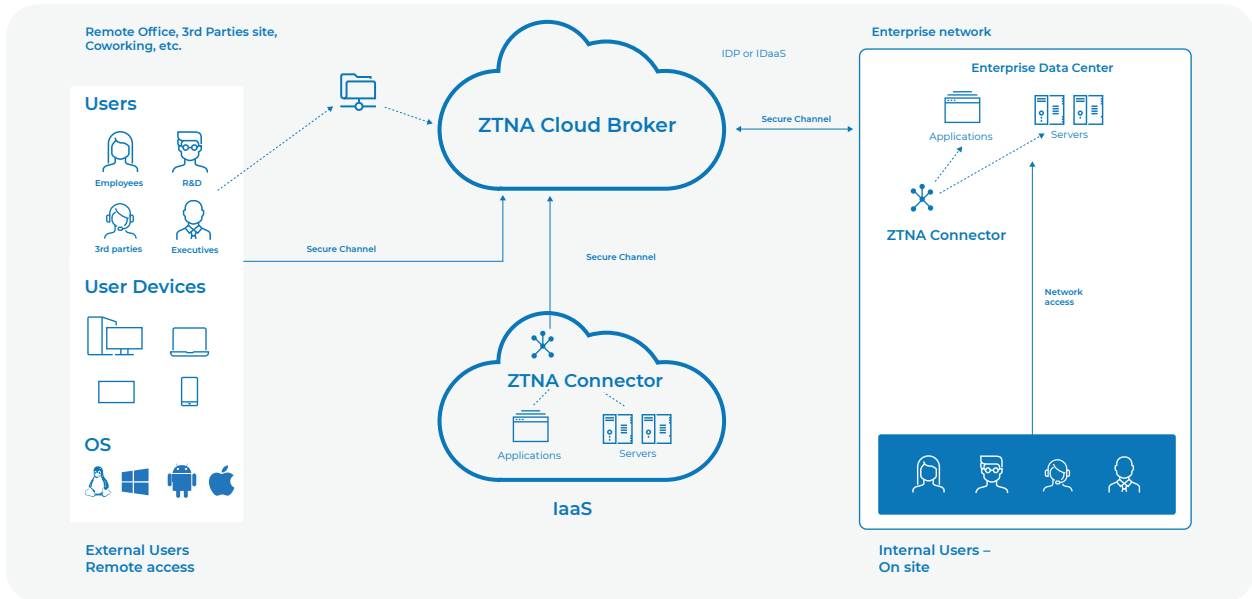 Remote Office, 3rd Parties site,
Coworking, etc.
Users
Employees
R&D
3rd parties
Executives
User Devices
OS
External Users
Remote access
ZTNA Cloud Broker
IDP or IDaaS
Secure Channel
Secure Channel
Secure Channel
ZTNA Connector
Applications
Servers
IaaS
Enterprise network
Enterprise Data Center
Applications
Servers
ZTNA Connector
Network
access
Internal Users –
On site